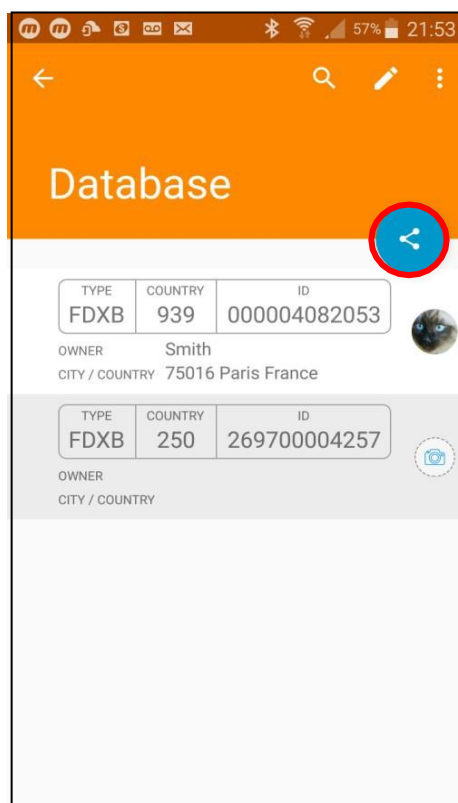 57% 21:53
Database
TYPE COUNTRY ID
FDXB 939 000004082053
OWNER Smith
CITY / COUNTRY 75016 Paris France
TYPE COUNTRY ID
FDXB 250 269700004257
OWNER
CITY / COUNTRY